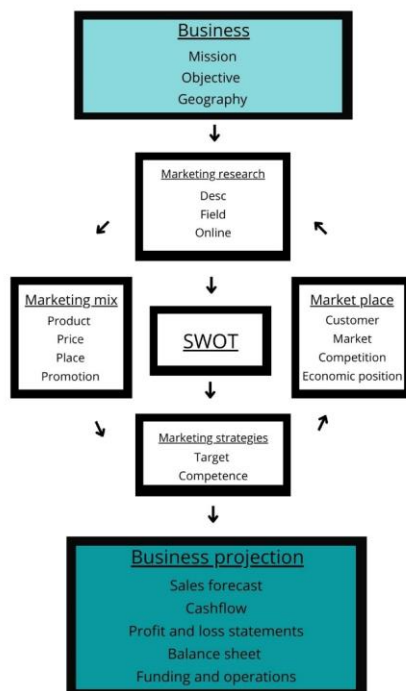 Business
Mission
Objective
Geography
Marketing research
Desc
Field
Online
Marketing mix
Product
Price
Place
Promotion
SWOT
Market place
Customer
Market
Competition
Economic position
Marketing strategies
Target
Competence
Business projection
Sales forecast
Cashflow
Profit and loss statements
Balance sheet
Funding and operations